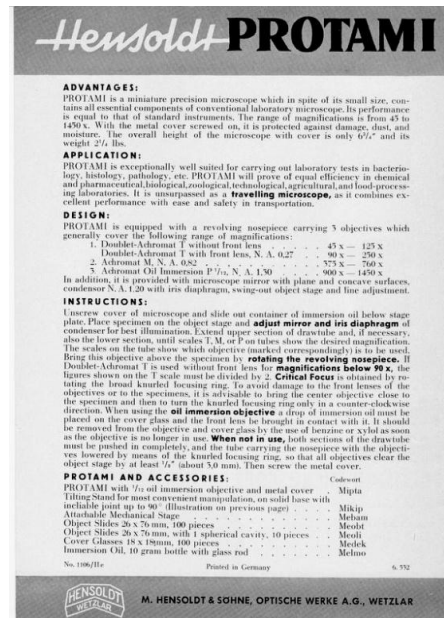 Hensoldt PROTAMI
ADVANTAGES:
PROTAMI is a miniature precision microscope which in spite of its small size, con-
tains all essential components of conventional laboratory microscope. Its performance
is equal to that of standard instruments. The range of magnifications is from 45 to
1450 x. With the metal cover screwed on, it is protected against damage, dust, and
moisture. The overall height of the microscope with cover is only 6³/₄" and its
weight 2¹/₄ lbs.
APPLICATION:
PROTAMI is exceptionally well suited for carrying out laboratory tests in bacterio-
logy, histology, pathology, etc. PROTAMI will prove of equal efficiency in chemical
and pharmaceutical, biological, zoological, technological, agricultural, and food-process-
ing laboratories. It is unsurpassed as a travelling microscope, as it combines ex-
cellent performance with ease and safety in transportation.
DESIGN:
PROTAMI is equipped with a revolving nosepiece carrying 3 objectives which
generally cover the following range of magnifications:
1. Doublet-Achromat T without front lens . . . . . 45 x — 125 x
Doublet-Achromat T with front lens, N. A. 0,27 . 90 x — 250 x
2. Achromat M, N. A. 0,82 . . . . . . . . . 375 x — 760 x
3. Achromat Oil Immersion P ¹/₁₂, N. A. 1,30 . . . . 900 x — 1450 x
In addition, it is provided with microscope mirror with plane and concave surfaces,
condensor N. A. 1,20 with iris diaphragm, swing-out object stage and fine adjustment.
INSTRUCTIONS:
Unscrew cover of microscope and slide out container of immersion oil below stage
plate. Place specimen on the object stage and adjust mirror and iris diaphragm of
condenser for best illumination. Extend upper section of drawtube and, if necessary,
also the lower section, until scales T, M, or P on tubes show the desired magnification.
The scales on the tube show which objective (marked correspondingly) is to be used.
Bring this objective above the specimen by rotating the revolving nosepiece. If
Doublet-Achromat T is used without front lens for magnifications below 90 x, the
figures shown on the T scale must be divided by 2. Critical Focus is obtained by ro-
tating the broad knurled focusing ring. To avoid damage to the front lenses of the
objectives or to the specimens, it is advisable to bring the center objective close to
the specimen and then to turn the knurled focusing ring only in a counter-clockwise
direction. When using the oil immersion objective a drop of immersion oil must be
placed on the cover glass and the front lens be brought in contact with it. It should
be removed from the objective and cover glass by the use of benzine or xylol as soon
as the objective is no longer in use. When not in use, both sections of the drawtube
must be pushed in completely, and the tube carrying the nosepiece with the objecti-
ves lowered by means of the knurled focusing ring, so that all objectives clear the
object stage by at least ¹/₈" (about 3,0 mm). Then screw the metal cover.
PROTAMI AND ACCESSORIES: Codewort
PROTAMI with ¹/₁₂ oil immersion objective and metal cover . Mipta
Tilting Stand for most convenient manipulation, on solid base with
incliable joint up to 90° (Illustration on previous page) . . . . Mikip
Attachable Mechanical Stage . . . . . . . . . . Mebam
Object Slides 26 x 76 mm, 100 pieces . . . . . . . Meobt
Object Slides 26 x 76 mm, with 1 spherical cavity, 10 pieces . . Meoli
Cover Glasses 18 x 18mm, 100 pieces . . . . . . . Medek
Immersion Oil, 10 gram bottle with glass rod . . . . . Melmo
No. 1106/IIe Printed in Germany 6. 552
HENSOLDT
WETZLAR
M. HENSOLDT & SÖHNE, OPTISCHE WERKE A.G., WETZLAR